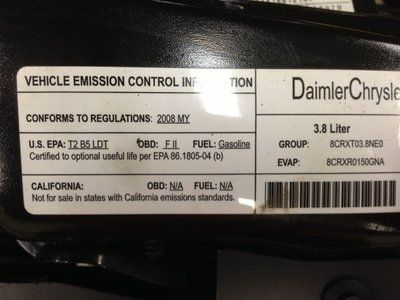 VEHICLE EMISSION CONTROL INFORMATION
DaimlerChrysle
CONFORMS TO REGULATIONS: 2008 MY
3.8 Liter
U.S. EPA: T2 B5 LDT OBD: F II FUEL: Gasoline
GROUP: 8CRXT03.8NE0
Certified to optional useful life per EPA 86.1805-04 (b)
EVAP: 8CRXR0150GNA
CALIFORNIA: OBD: N/A FUEL: N/A
Not for sale in states with California emissions standards.